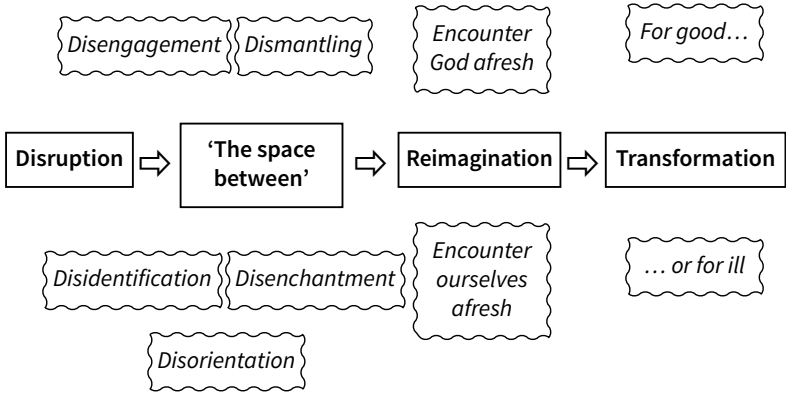 Disengagement
Dismantling
Encounter
God afresh
For good…
Disruption
‘The space
between’
Reimagination
Transformation
Disidentification
Disenchantment
Encounter
ourselves
afresh
… or for ill
Disorientation